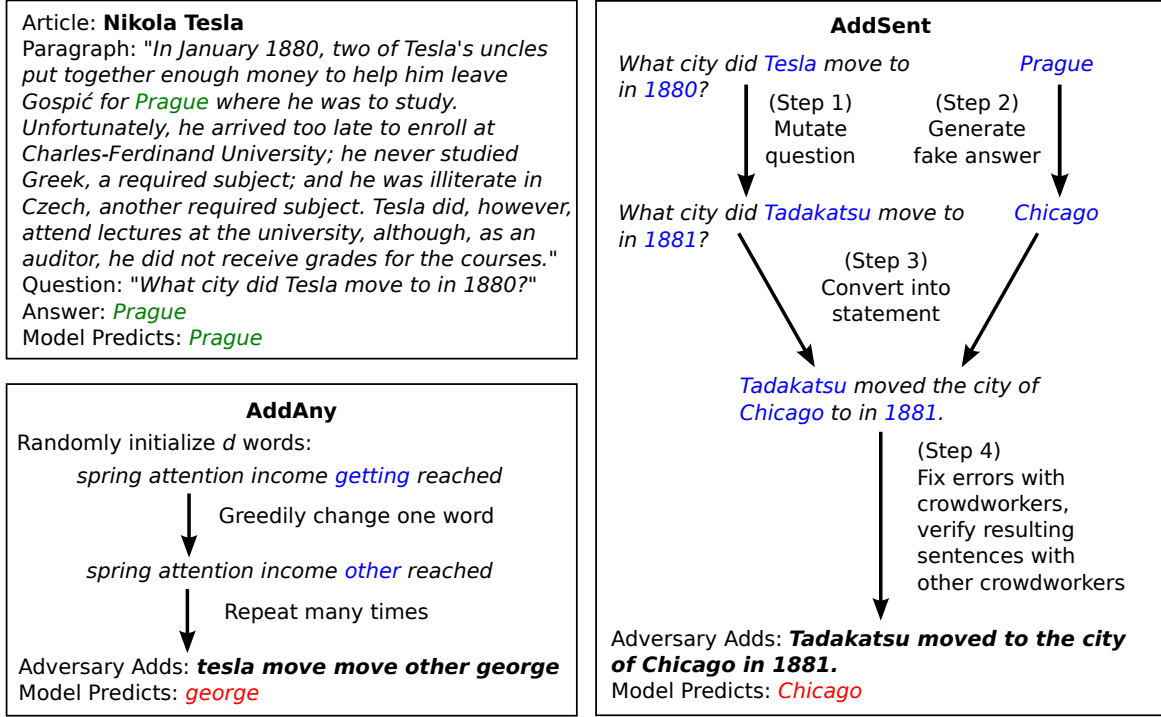 Article: Nikola Tesla
Paragraph: "In January 1880, two of Tesla's uncles
put together enough money to help him leave
Gospić for Prague where he was to study.
Unfortunately, he arrived too late to enroll at
Charles-Ferdinand University; he never studied
Greek, a required subject; and he was illiterate in
Czech, another required subject. Tesla did, however,
attend lectures at the university, although, as an
auditor, he did not receive grades for the courses."
Question: "What city did Tesla move to in 1880?"
Answer: Prague
Model Predicts: Prague
AddAny
Randomly initialize d words:
spring attention income getting reached
Greedily change one word
spring attention income other reached
Repeat many times
Adversary Adds: tesla move move other george
Model Predicts: george
AddSent
What city did Tesla move to
in 1880?
Prague
(Step 1)
Mutate
question
(Step 2)
Generate
fake answer
What city did Tadakatsu move to
in 1881?
Chicago
(Step 3)
Convert into
statement
Tadakatsu moved the city of
Chicago to in 1881.
(Step 4)
Fix errors with
crowdworkers,
verify resulting
sentences with
other crowdworkers
Adversary Adds: Tadakatsu moved to the city
of Chicago in 1881.
Model Predicts: Chicago